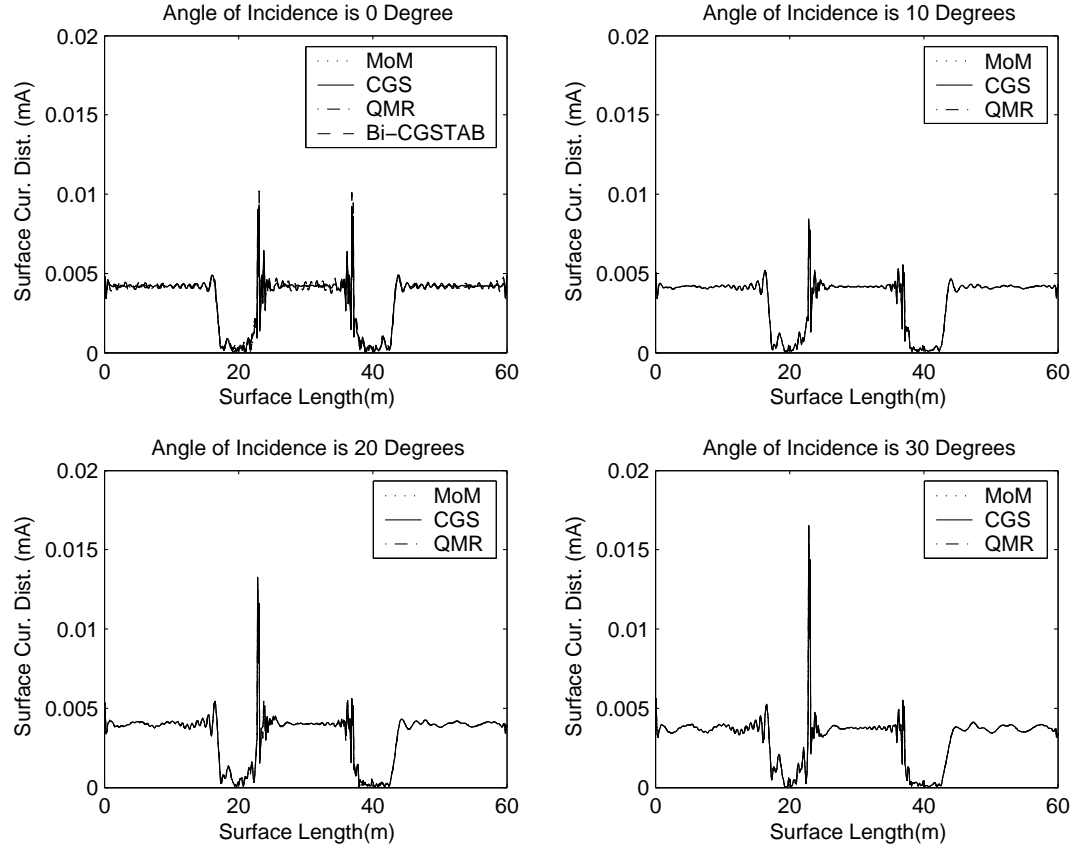 Angle of Incidence is 0 Degree
0.02
0.015
0.01
0.005
0
Surface Cur. Dist. (mA)
MoM
CGS
QMR
Bi−CGSTAB
0 20 40 60
Surface Length(m)
Angle of Incidence is 10 Degrees
0.02
0.015
0.01
0.005
0
Surface Cur. Dist. (mA)
MoM
CGS
QMR
0 20 40 60
Surface Length(m)
Angle of Incidence is 20 Degrees
0.02
0.015
0.01
0.005
0
Surface Cur. Dist. (mA)
MoM
CGS
QMR
0 20 40 60
Surface Length(m)
Angle of Incidence is 30 Degrees
0.02
0.015
0.01
0.005
0
Surface Cur. Dist. (mA)
MoM
CGS
QMR
0 20 40 60
Surface Length(m)